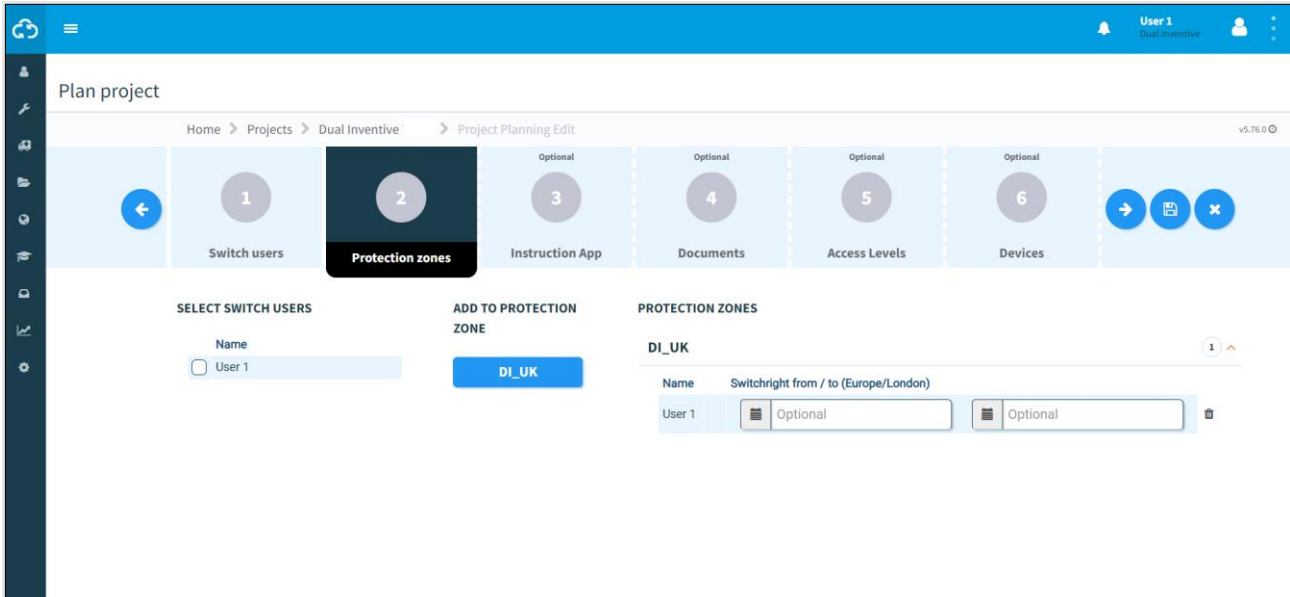 User 1
Dual Inventive
Plan project
Home Projects Dual Inventive Project Planning Edit
v5.76.0
1
Switch users
2
Protection zones
Optional
3
Instruction App
Optional
4
Documents
Optional
5
Access Levels
Optional
6
Devices
SELECT SWITCH USERS
Name
User 1
ADD TO PROTECTION
ZONE
DI_UK
PROTECTION ZONES
DI_UK 1
Name Switchright from / to (Europe/London)
User 1 Optional Optional